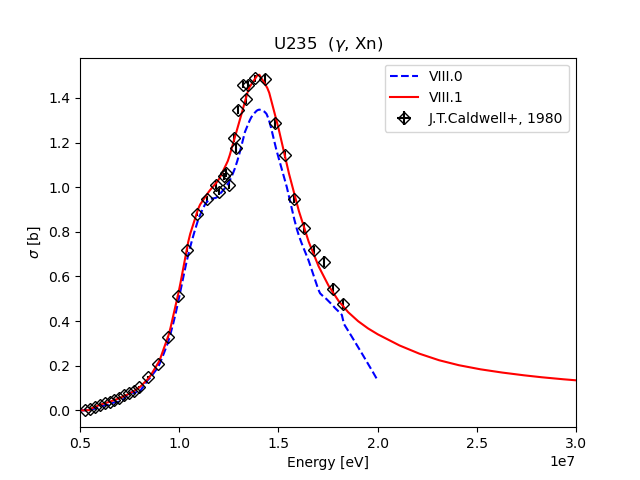 U235 (γ, Xn)
σ [b]
1.4
1.2
1.0
0.8
0.6
0.4
0.2
0.0
VIII.0
VIII.1
J.T.Caldwell+, 1980
0.5 1.0 1.5 2.0 2.5 3.0
Energy [eV]
1e7